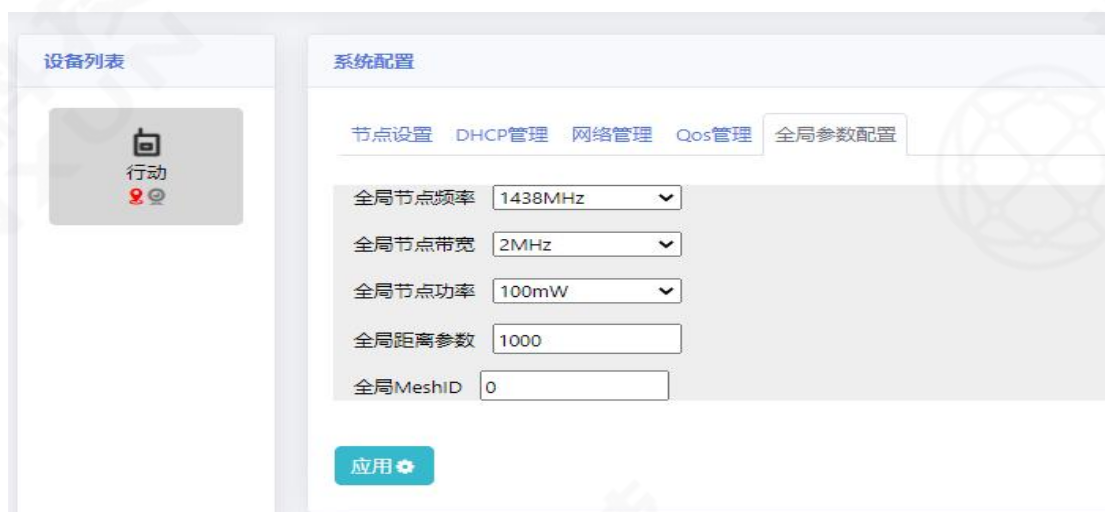 设备列表
行动
系统配置
节点设置 DHCP管理 网络管理 Qos管理 全局参数配置
全局节点频率 1438MHz
全局节点带宽 2MHz
全局节点功率 100mW
全局距离参数 1000
全局MeshID 0
应用